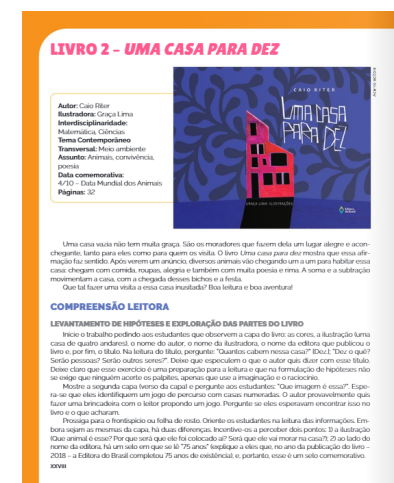 LIVRO 2 – UMA CASA PARA DEZ
Autor: Caio Riter
Ilustradora: Graça Lima
Interdisciplinaridade:
Matemática, Ciências
Tema Contemporâneo
Transversal: Meio ambiente
Assunto: Animais, convivência,
poesia
Data comemorativa:
4/10 – Data Mundial dos Animais
Páginas: 32
CAIO RITER
UMA CASA
PARA DEZ
GRAÇA LIMA ILUSTRAÇÕES
Uma casa vazia não tem muita graça. São os moradores que fazem dela um lugar alegre e acon-
chegante, tanto para eles como para quem os visita. O livro Uma casa para dez mostra que essa afir-
mação faz sentido. Após verem um anúncio, diversos animais vão chegando um a um para habitar essa
casa: chegam com comida, roupas, alegria e também com muita poesia e rima. A soma e a subtração
movimentam a casa, com a chegada desses bichos e a festa.
Que tal fazer uma visita a essa casa inusitada? Boa leitura e boa aventura!
COMPREENSÃO LEITORA
LEVANTAMENTO DE HIPÓTESES E EXPLORAÇÃO DAS PARTES DO LIVRO
Inicie o trabalho pedindo aos estudantes que observem a capa do livro: as cores, a ilustração (uma
casa de quatro andares), o nome do autor, o nome da ilustradora, o nome da editora que publicou o
livro e, por fim, o título. Na leitura do título, pergunte: "Quantos cabem nessa casa?" (Dez.); "Dez o quê?
Serão pessoas? Serão outros seres?". Deixe que especulem o que o autor quis dizer com esse título.
Deixe claro que esse exercício é uma preparação para a leitura e que na formulação de hipóteses não
se exige que ninguém acerte os palpites, apenas que use a imaginação e o raciocínio.
Mostre a segunda capa (verso da capa) e pergunte aos estudantes: "Que imagem é essa?". Espe-
ra-se que eles identifiquem um jogo de percurso com casas numeradas. O autor provavelmente quis
fazer uma brincadeira com o leitor propondo um jogo. Pergunte se eles esperavam encontrar isso no
livro e o que acharam.
Prossiga para o frontispício ou folha de rosto. Oriente os estudantes na leitura das informações. Em-
bora sejam as mesmas da capa, há duas diferenças. Incentive-os a perceber dois pontos: 1) a ilustração
(Que animal é esse? Por que será que ele foi colocado aí? Será que ele vai morar na casa?); 2) ao lado do
nome da editora, há um selo em que se lê "75 anos" (explique a eles que, no ano da publicação do livro –
2018 – a Editora do Brasil completou 75 anos de existência), e, portanto, esse é um selo comemorativo.
XXVIII